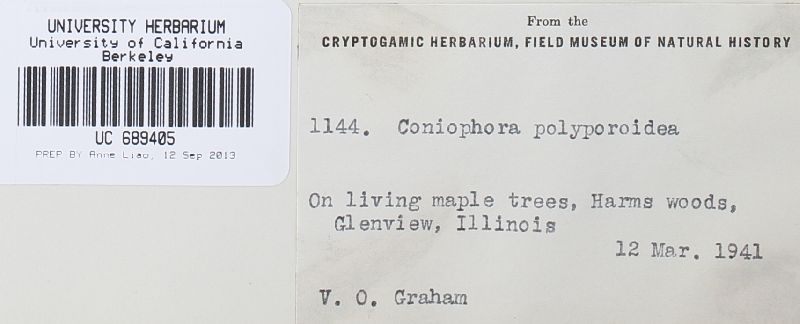 UNIVERSITY HERBARIUM
University of California
Berkeley
UC 689405
PREP BY Anne Liau, 12 Sep 2013
From the
CRYPTOGAMIC HERBARIUM, FIELD MUSEUM OF NATURAL HISTORY
1144. Coniophora polyporoidea
On living maple trees, Harms woods,
Glenview, Illinois
12 Mar. 1941
V. O. Graham